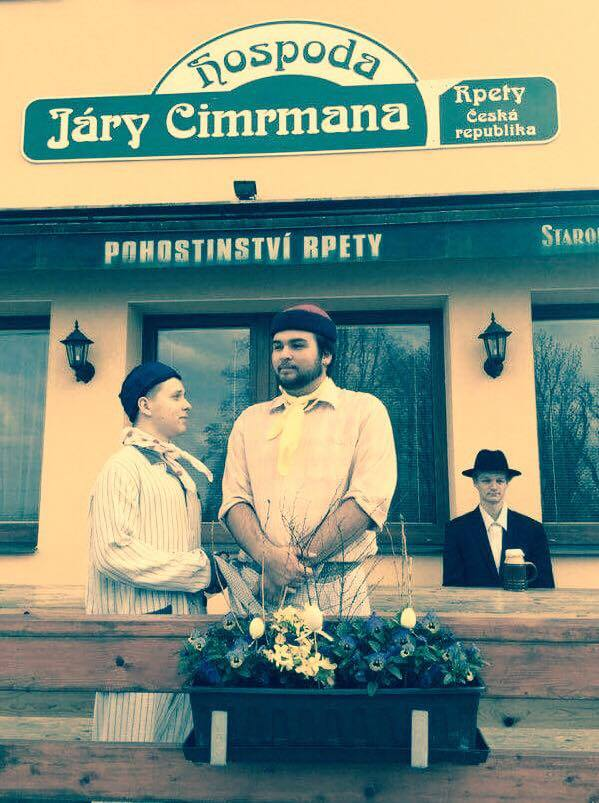 Hospoda
Járy Cimrmana
Rpety
Česká
republika
POHOSTINSTVÍ RPETY